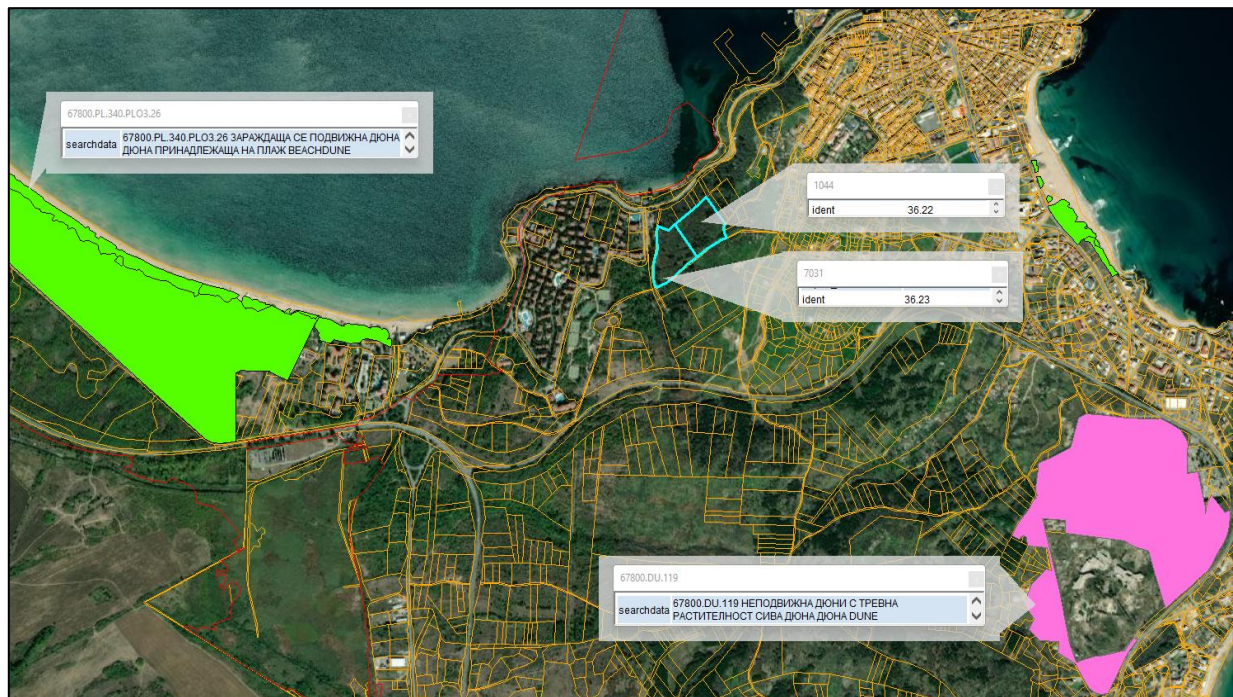 67800.PL.340.PLO3.26
searchdata
67800.PL.340.PLO3.26 ЗАРАЖДАЩА СЕ ПОДВИЖНА ДЮНА
ДЮНА ПРИНАДЛЕЖАЩА НА ПЛАЖ BEACHDUNE
1044
ident 36.22
7031
ident 36.23
67800.DU.119
searchdata
67800.DU.119 НЕПОДВИЖНА ДЮНИ С ТРЕВНА
РАСТИТЕЛНОСТ СИВА ДЮНА ДЮНА DUNE